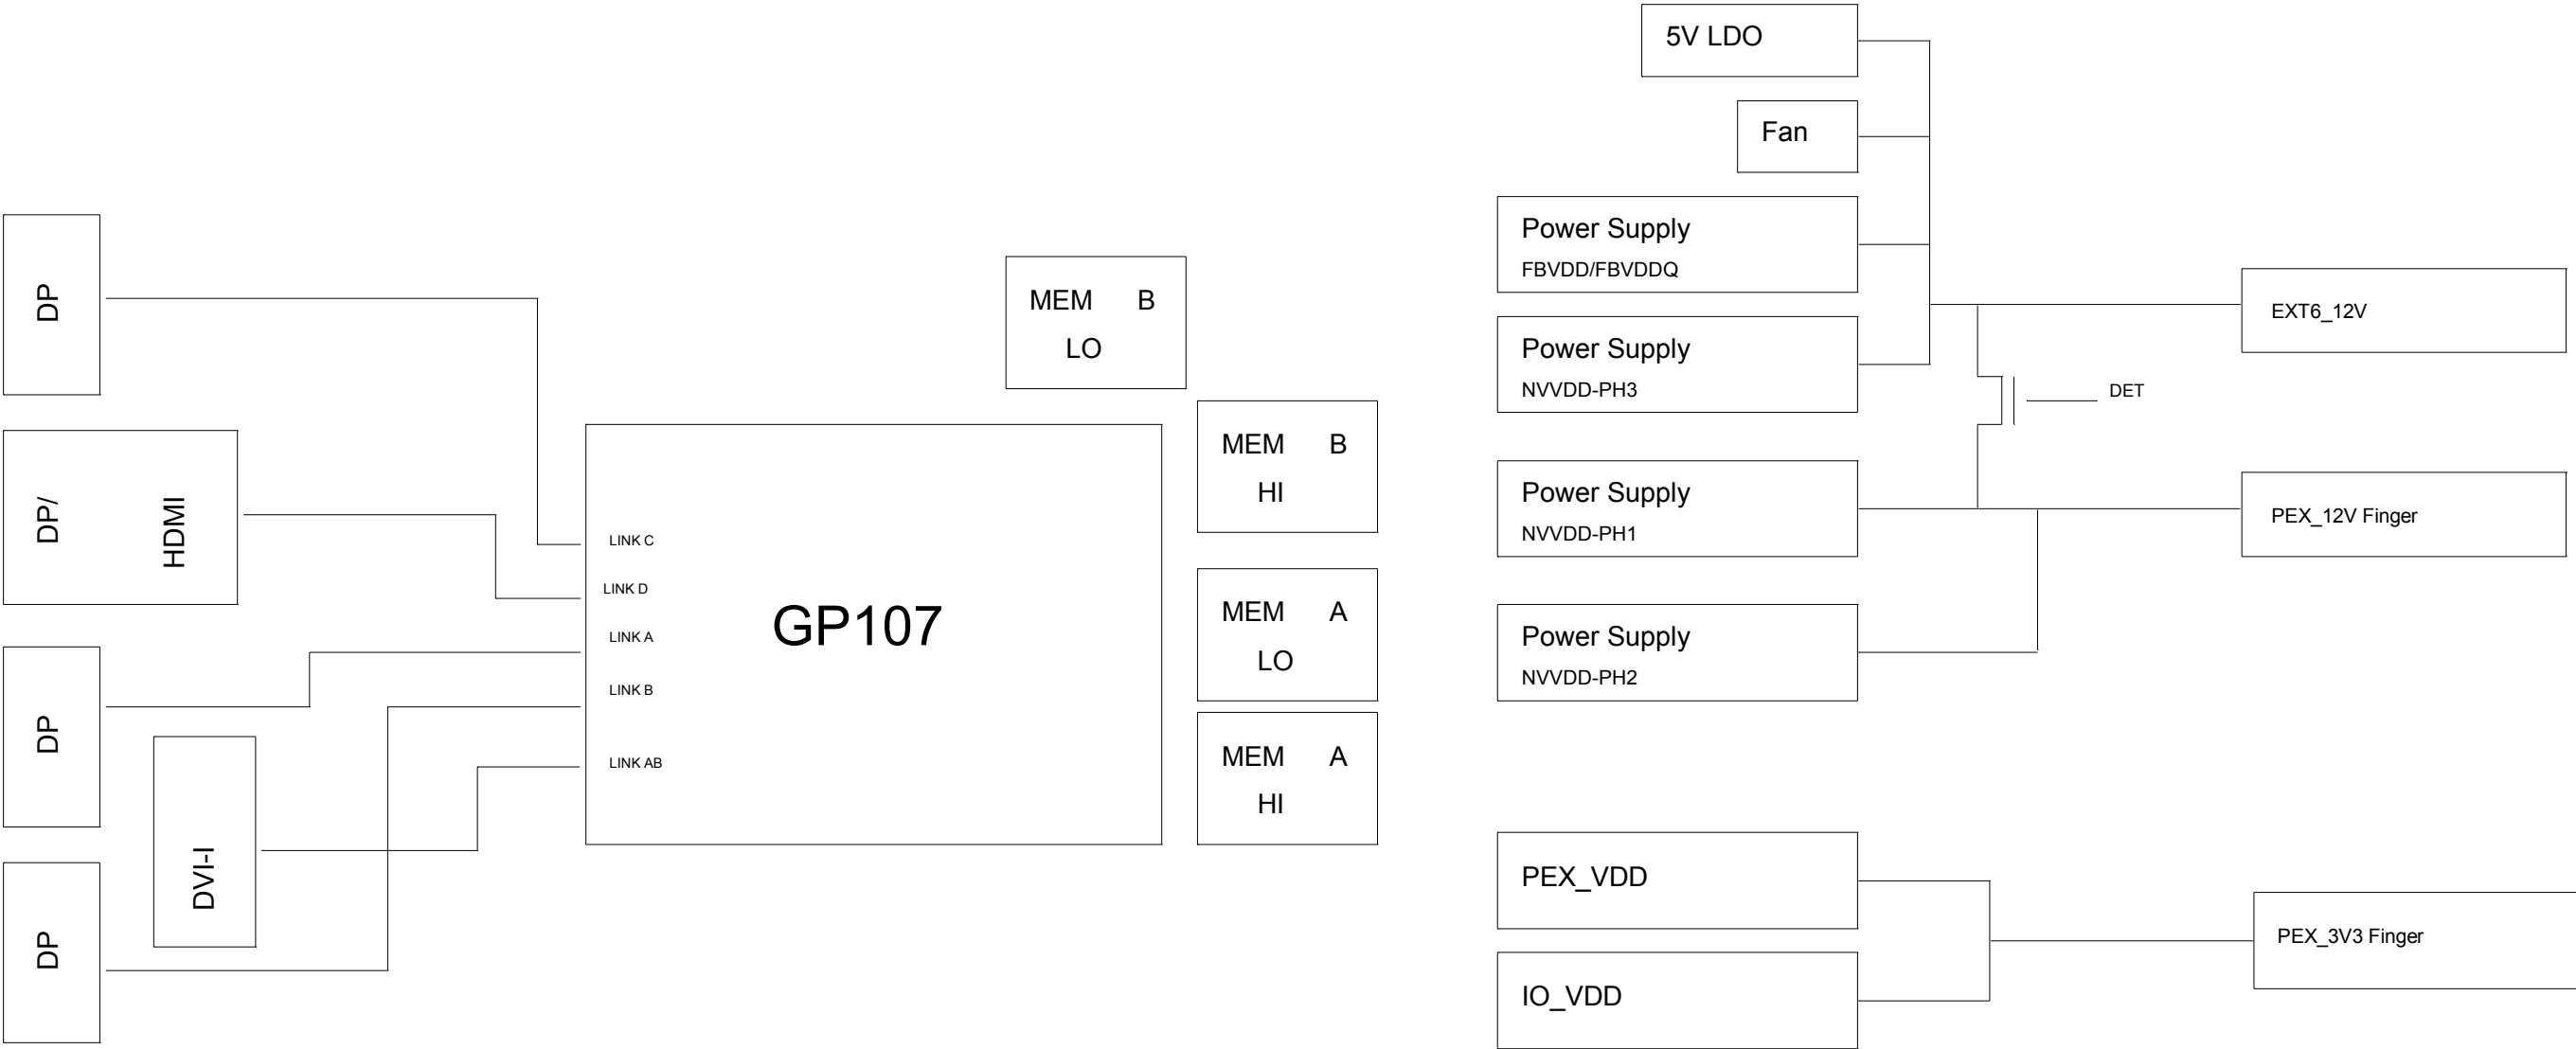 5V LDO
Fan
Power Supply
FBVDD/FBVDDQ
Power Supply
NVVDD-PH3
EXT6_12V
DET
Power Supply
NVVDD-PH1
PEX_12V Finger
Power Supply
NVVDD-PH2
PEX_VDD
IO_VDD
PEX_3V3 Finger
DP
DP/
HDMI
DP
DVI-I
DP
LINK C
LINK D
LINK A
LINK B
LINK AB
GP107
MEM B
LO
MEM B
HI
MEM A
LO
MEM A
HI